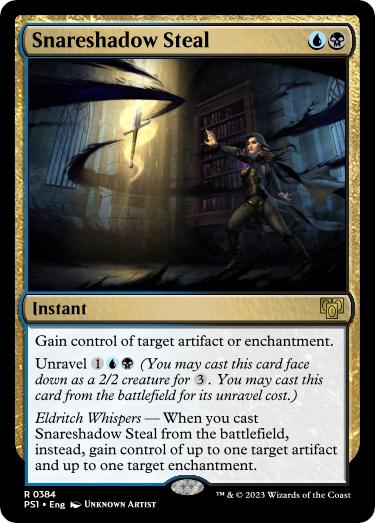 Snareshadow Steal
Instant
Gain control of target artifact or enchantment.
Unravel 1 (You may cast this card face
down as a 2/2 creature for 3. You may cast this
card from the battlefield for its unravel cost.)
Eldritch Whispers — When you cast
Snareshadow Steal from the battlefield,
instead, gain control of up to one target artifact
and up to one target enchantment.
R 0384
PS1 • Eng Unknown Artist
™ & © 2023 Wizards of the Coast